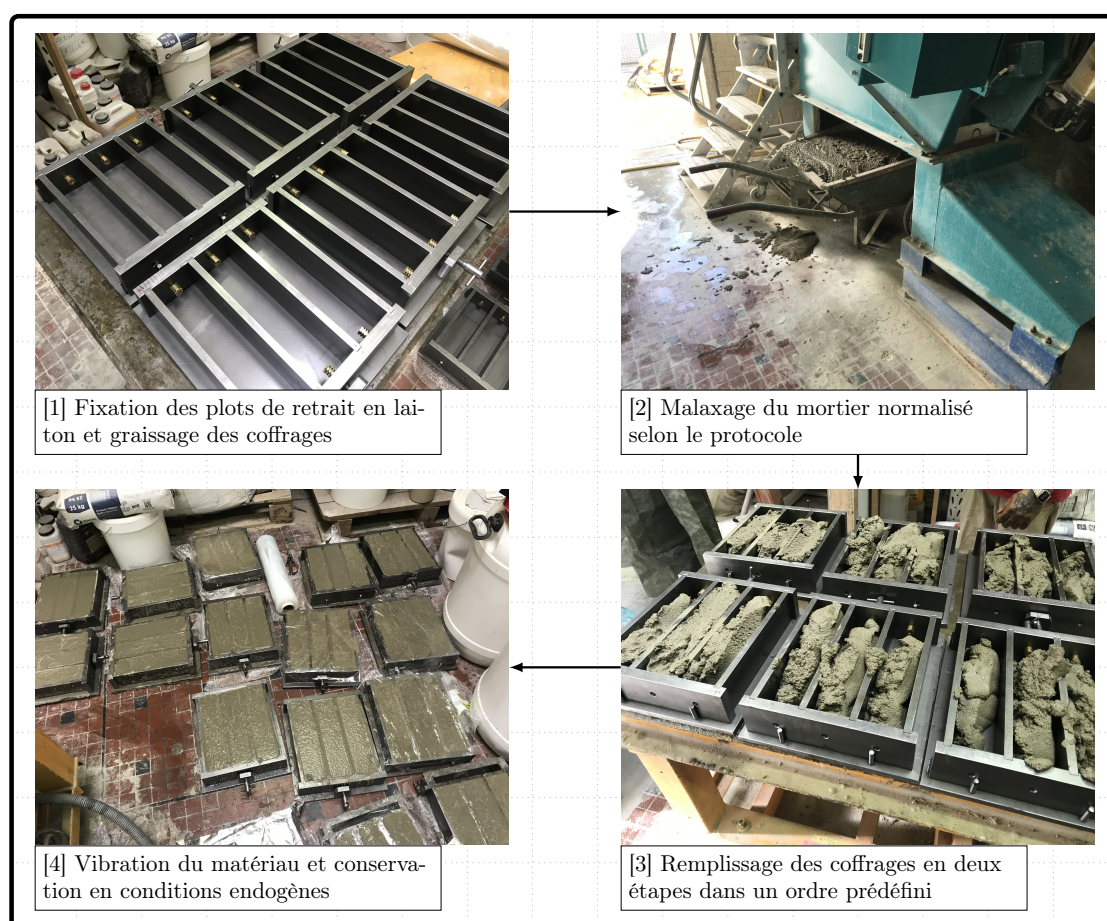 [1] Fixation des plots de retrait en lai-
ton et graissage des coffrages
[2] Malaxage du mortier normalisé
selon le protocole
[4] Vibration du matériau et conserva-
tion en conditions endogènes
[3] Remplissage des coffrages en deux
étapes dans un ordre prédéfini
25 kg